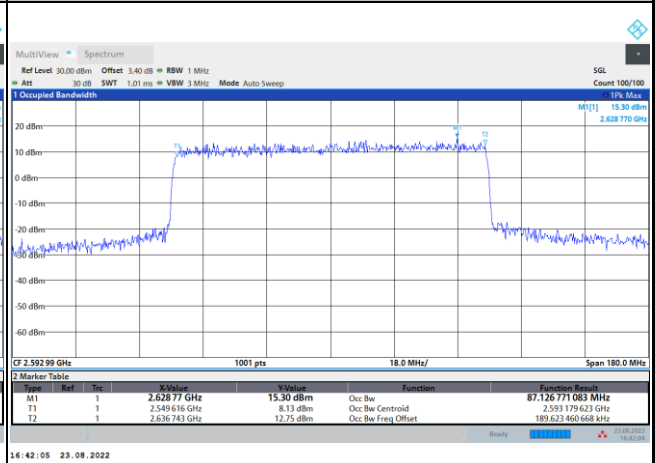 MultiView Spectrum
Ref Level 30.00 dBm Offset 3.40 dB RBW 1 MHz SGL
Att 30 dB SWT 1.01 ms VBW 3 MHz Mode Auto Sweep Count 100/100
1 Occupied Bandwidth 1Pk Max
M1[1] 15.30 dBm
2.628 770 GHz
M1
T1
T2
20 dBm
10 dBm
0 dBm
-10 dBm
-20 dBm
-30 dBm
-40 dBm
-50 dBm
-60 dBm
CF 2.592 99 GHz 1001 pts 18.0 MHz/ Span 180.0 MHz
2 Marker Table
Type Ref Trc X-Value Y-Value Function Function Result
M1 1 2.628 77 GHz 15.30 dBm Occ Bw 87.126 771 083 MHz
T1 1 2.549 616 GHz 8.13 dBm Occ Bw Centroid 2.593 179 623 GHz
T2 1 2.636 743 GHz 12.75 dBm Occ Bw Freq Offset 189.623 460 668 kHz
Ready 23.08.2022
16:42:04
16:42:05 23.08.2022